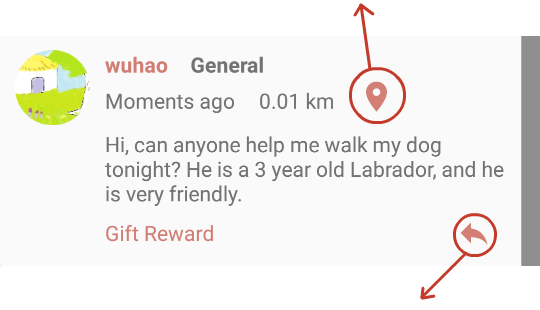 wuhao General
Moments ago 0.01 km
Hi, can anyone help me walk my dog
tonight? He is a 3 year old Labrador, and he
is very friendly.
Gift Reward